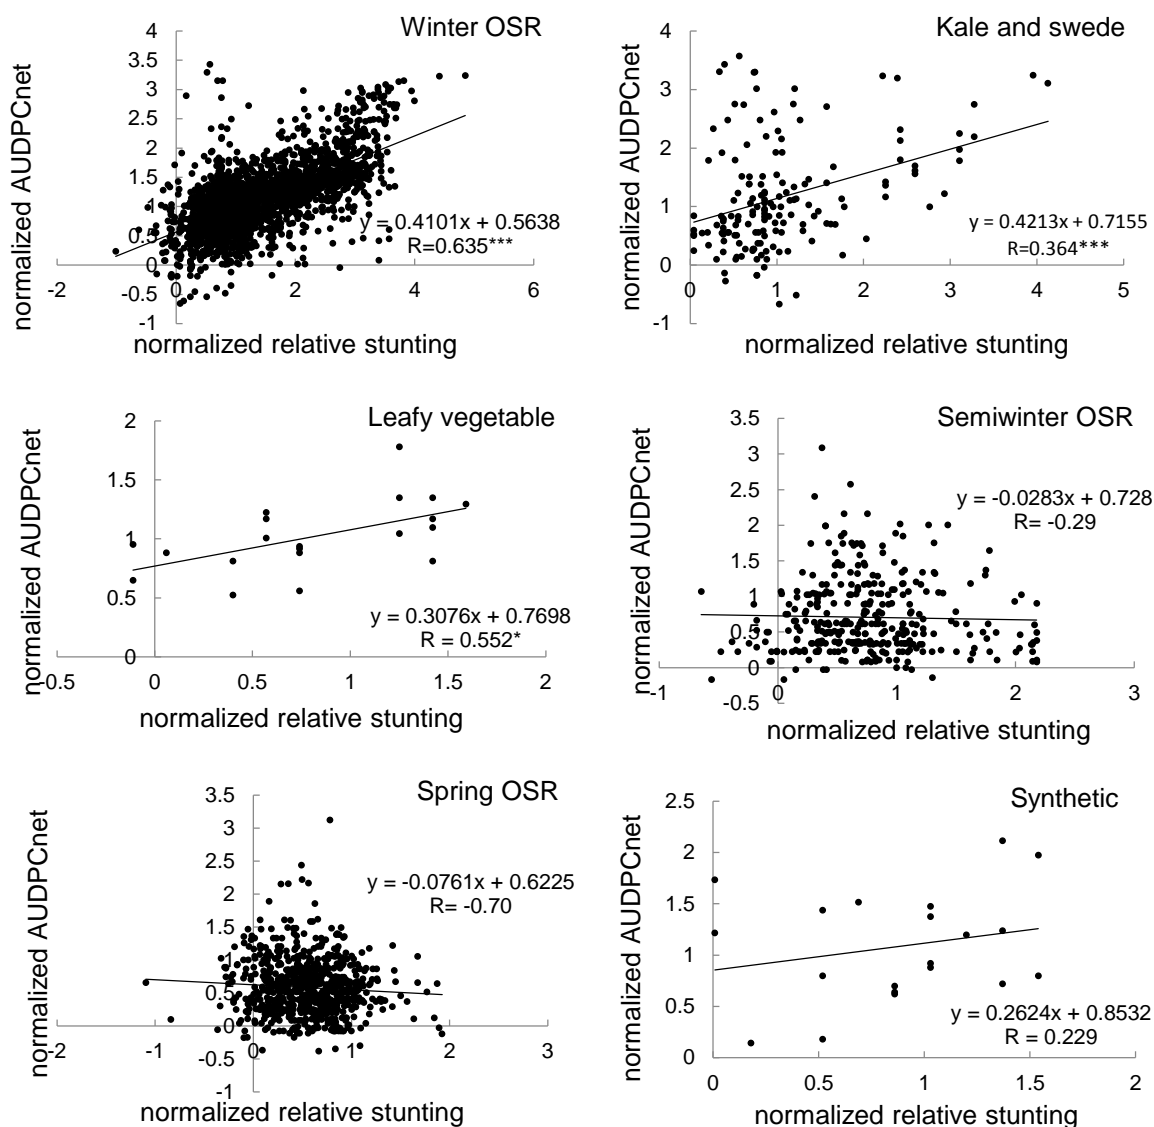 Winter OSR
normalized AUDPCnet
4
3.5
3
2.5
2
1.5
1
0.5
0
-0.5
-1
-2
0
2
4
6
y = 0.4101x + 0.5638
R=0.635***
normalized relative stunting
Kale and swede
normalized AUDPCnet
4
3
2
1
0
-1
0
1
2
3
4
5
y = 0.4213x + 0.7155
R=0.364***
normalized relative stunting
Leafy vegetable
normalized AUDPCnet
2
1.5
1
0.5
0
-0.5
0
0.5
1
1.5
2
y = 0.3076x + 0.7698
R = 0.552*
normalized relative stunting
Semiwinter OSR
normalized AUDPCnet
3.5
3
2.5
2
1.5
1
0.5
0
-0.5
-1
0
1
2
3
y = -0.0283x + 0.728
R= -0.29
normalized relative stunting
Spring OSR
normalized AUDPCnet
3.5
3
2.5
2
1.5
1
0.5
0
-0.5
-1
-2
-1
0
1
2
3
y = -0.0761x + 0.6225
R= -0.70
normalized relative stunting
Synthetic
normalized AUDPCnet
2.5
2
1.5
1
0.5
0
0
0.5
1
1.5
2
y = 0.2624x + 0.8532
R = 0.229
normalized relative stunting